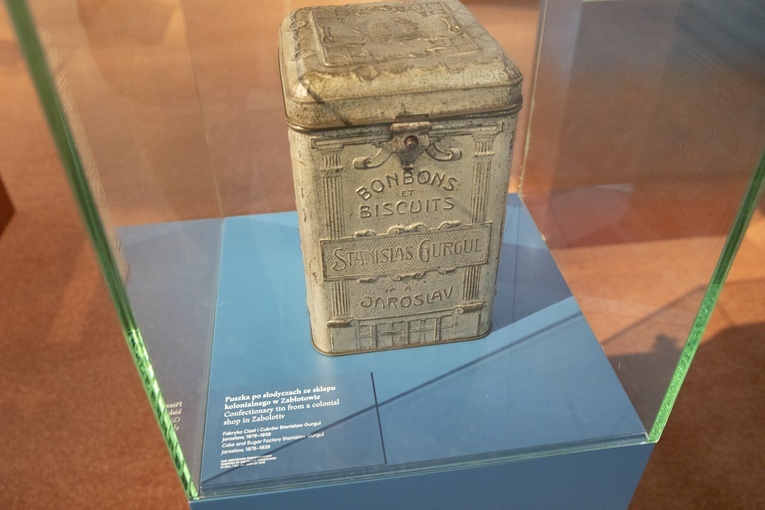 BONBONS
ET
BISCUITS
STANISLAS GURGUL
JAROSLAV
Puszka po słodyczach ze sklepu
kolonialnego w Zabłotowie
Confectionary tin from a colonial
shop in Zabolotiv
Fabryka Ciast i Cukrów Stanisław Gurgul
Jarosław, 1876–1939
Cake and Sugar Factory Stanisław Gurgul
Jarosław, 1876–1939